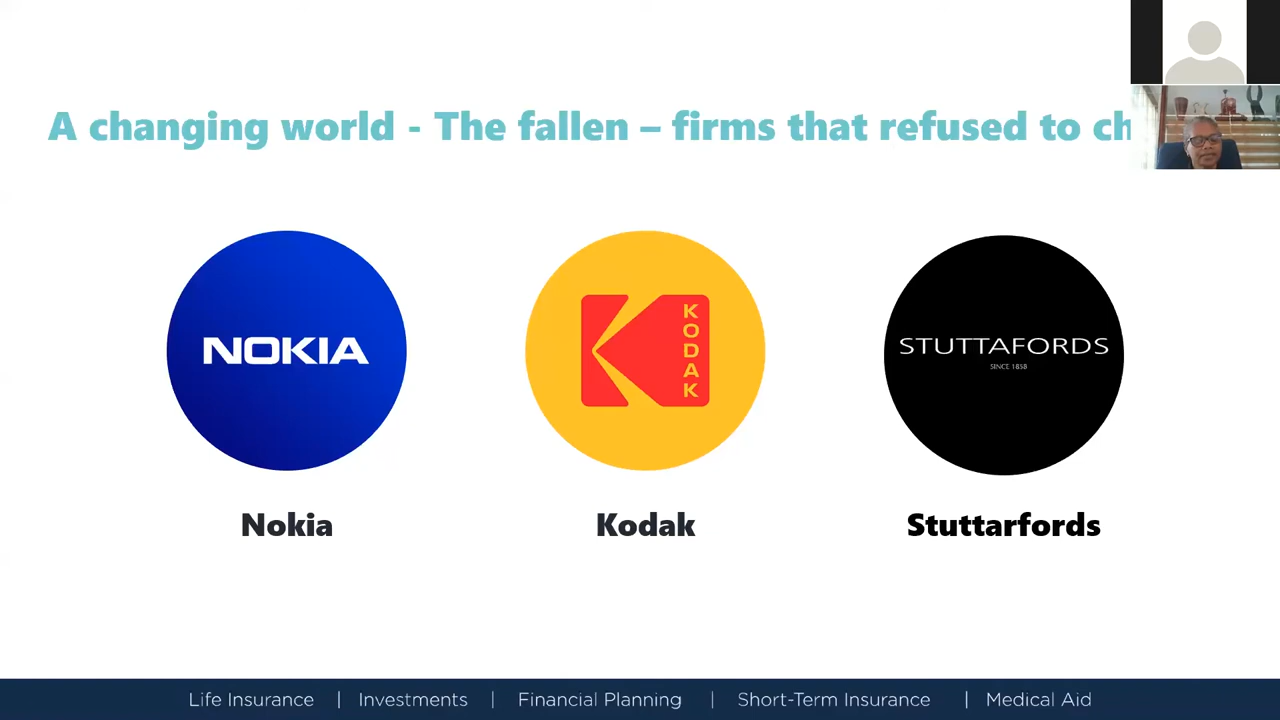 A changing world - The fallen – firms that refused to ch
NOKIA
KODAK
STUTTAFORDS
SINCE 1858
Nokia
Kodak
Stuttarfords
Life Insurance | Investments | Financial Planning | Short-Term Insurance | Medical Aid